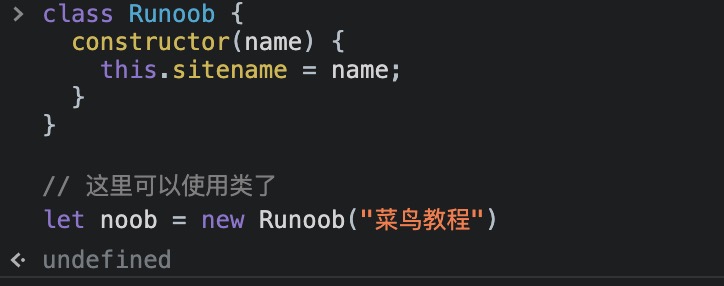 class Runoob {
  constructor(name) {
    this.sitename = name;
  }
}
// 这里可以使用类了
let noob = new Runoob("菜鸟教程")
undefined